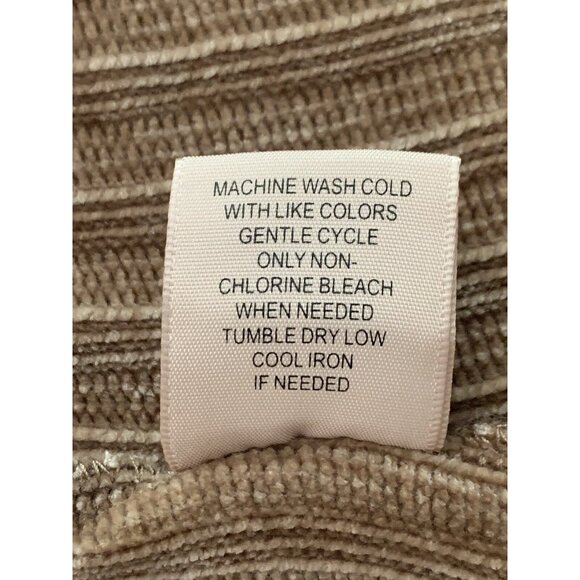 MACHINE WASH COLD
WITH LIKE COLORS
GENTLE CYCLE
ONLY NON-
CHLORINE BLEACH
WHEN NEEDED
TUMBLE DRY LOW
COOL IRON
IF NEEDED